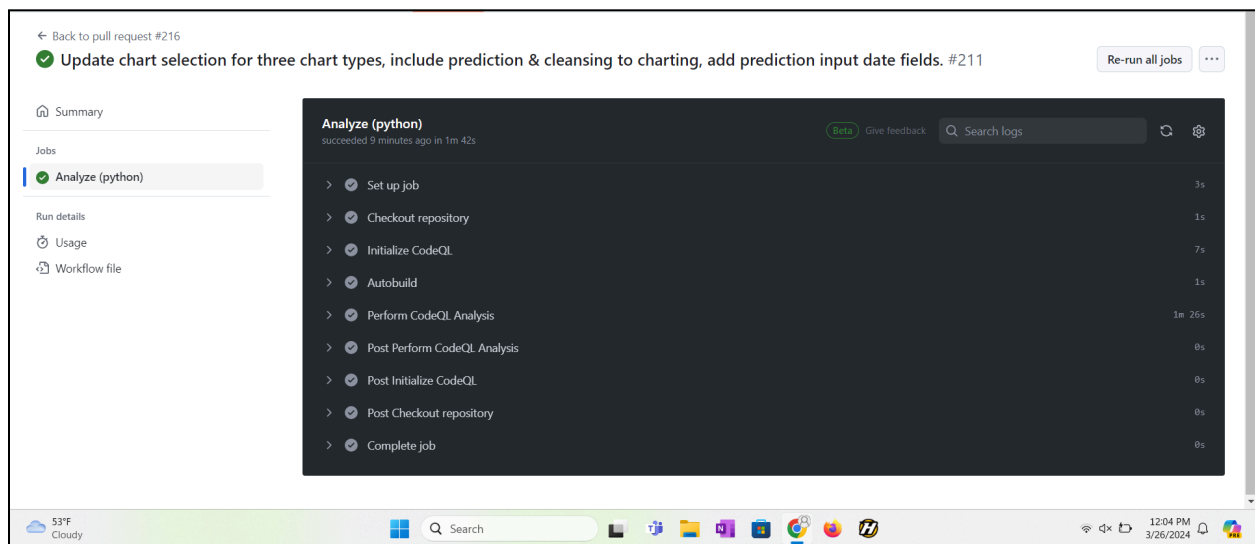 ← Back to pull request #216
Update chart selection for three chart types, include prediction & cleansing to charting, add prediction input date fields. #211
Re-run all jobs
Summary
Jobs
Analyze (python)
Run details
Usage
Workflow file
Analyze (python)
succeeded 9 minutes ago in 1m 42s
Beta Give feedback
Search logs
Set up job 3s
Checkout repository 1s
Initialize CodeQL 7s
Autobuild 1s
Perform CodeQL Analysis 1m 26s
Post Perform CodeQL Analysis 0s
Post Initialize CodeQL 0s
Post Checkout repository 0s
Complete job 0s
53°F
Cloudy
Search
12:04 PM
3/26/2024
PRE